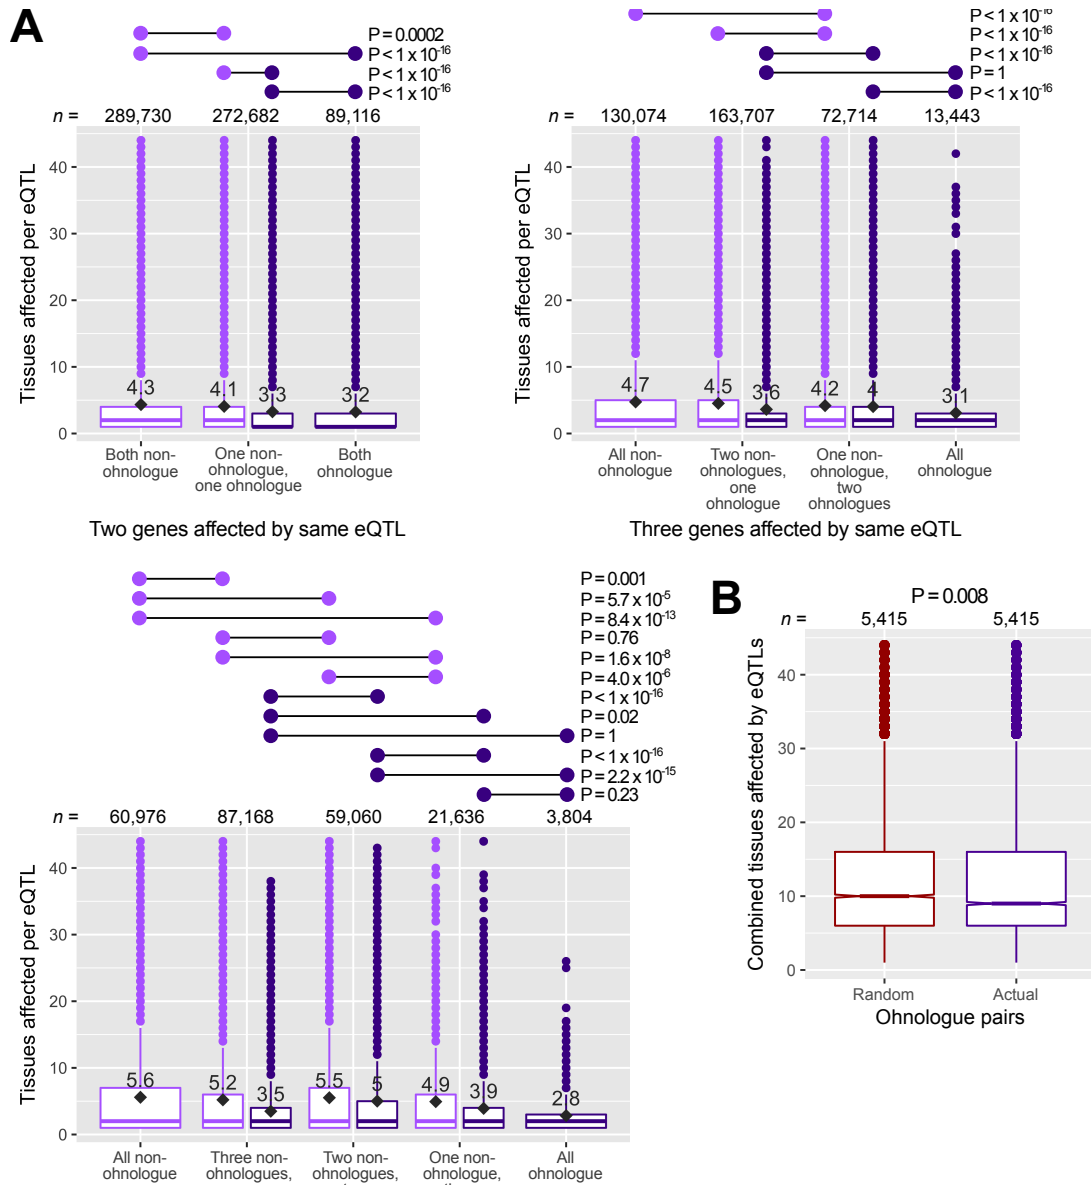 A
P = 0.0002
P < 1 x 10⁻¹⁶
P < 1 x 10⁻¹⁶
P < 1 x 10⁻¹⁶
n = 289,730 272,682 89,116
Tissues affected per eQTL
40
30
20
10
0
4.3 4.1 3.3 3.2
Both non-ohnologue
One non-ohnologue, one ohnologue
Both ohnologue
Two genes affected by same eQTL
P < 1 x 10⁻¹⁶
P < 1 x 10⁻¹⁶
P < 1 x 10⁻¹⁶
P = 1
P < 1 x 10⁻¹⁶
n = 130,074 163,707 72,714 13,443
Tissues affected per eQTL
40
30
20
10
0
4.7 4.5 3.6 4.2 4 3.1
All non-ohnologue
Two non-ohnologues, one ohnologue
One non-ohnologue, two ohnologues
All ohnologue
Three genes affected by same eQTL
P = 0.001
P = 5.7 x 10⁻⁵
P = 8.4 x 10⁻¹³
P = 0.76
P = 1.6 x 10⁻⁸
P = 4.0 x 10⁻⁶
P < 1 x 10⁻¹⁶
P = 0.02
P = 1
P < 1 x 10⁻¹⁶
P = 2.2 x 10⁻¹⁵
P = 0.23
n = 60,976 87,168 59,060 21,636 3,804
Tissues affected per eQTL
40
30
20
10
0
5.6 5.2 3.5 5.5 5 4.9 3.9 2.8
All non-ohnologue
Three non-ohnologues,
Two non-ohnologues,
One non-ohnologue,
All ohnologue
B
P = 0.008
n = 5,415 5,415
Combined tissues affected by eQTLs
40
30
20
10
0
Random Actual
Ohnologue pairs